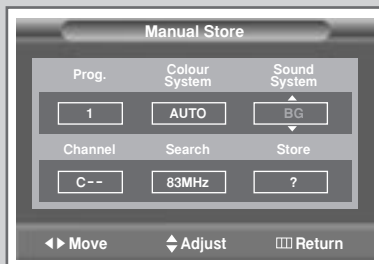 Manual Store
Prog. Colour System Sound System
1 AUTO BG
Channel Search Store
C-- 83MHz ?
Move Adjust Return